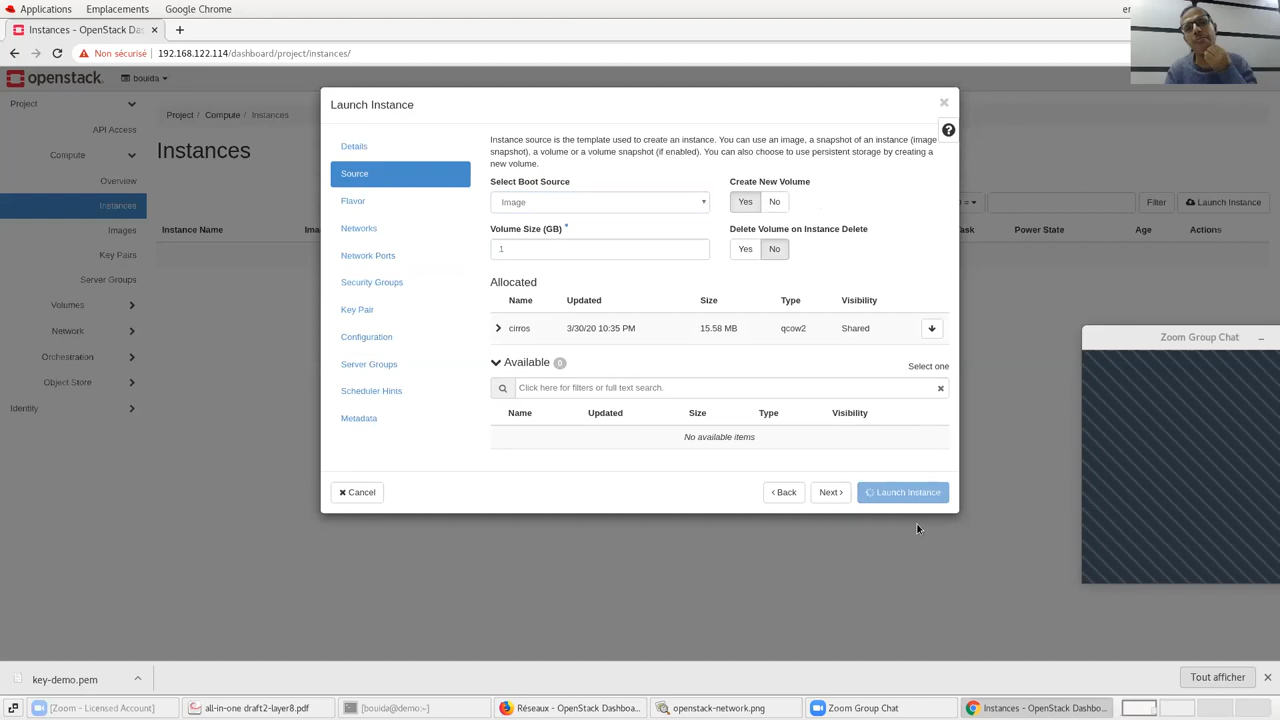 Applications Emplacements Google Chrome
Instances - OpenStack Das
Non sécurisé 192.168.122.114/dashboard/project/instances/
openstack. bouida
Launch Instance
Project
API Access
Compute
Overview
Instances
Images
Key Pairs
Server Groups
Volumes
Network
Orchestration
Object Store
Identity
Project / Compute / Instances
Instances
Filter Launch Instance
Instance Name Power State Age Actions
Details
Source
Flavor
Networks
Network Ports
Security Groups
Key Pair
Configuration
Server Groups
Scheduler Hints
Metadata
Instance source is the template used to create an instance. You can use an image, a snapshot of an instance (image
snapshot), a volume or a volume snapshot (if enabled). You can also choose to use persistent storage by creating a
new volume.
Select Boot Source Create New Volume
Image Yes No
Volume Size (GB) * Delete Volume on Instance Delete
1 Yes No
Allocated
Name Updated Size Type Visibility
cirros 3/30/20 10:35 PM 15.58 MB qcow2 Shared
Available 0 Select one
Click here for filters or full text search.
Name Updated Size Type Visibility
No available items
Cancel Back Next Launch Instance
Zoom Group Chat
key-demo.pem Tout afficher
[Zoom - Licensed Account] all-in-one draft2-layer8.pdf [bouida@demo:~] Réseaux - OpenStack Dashboa... openstack-network.png Zoom Group Chat Instances - OpenStack Dashbo...